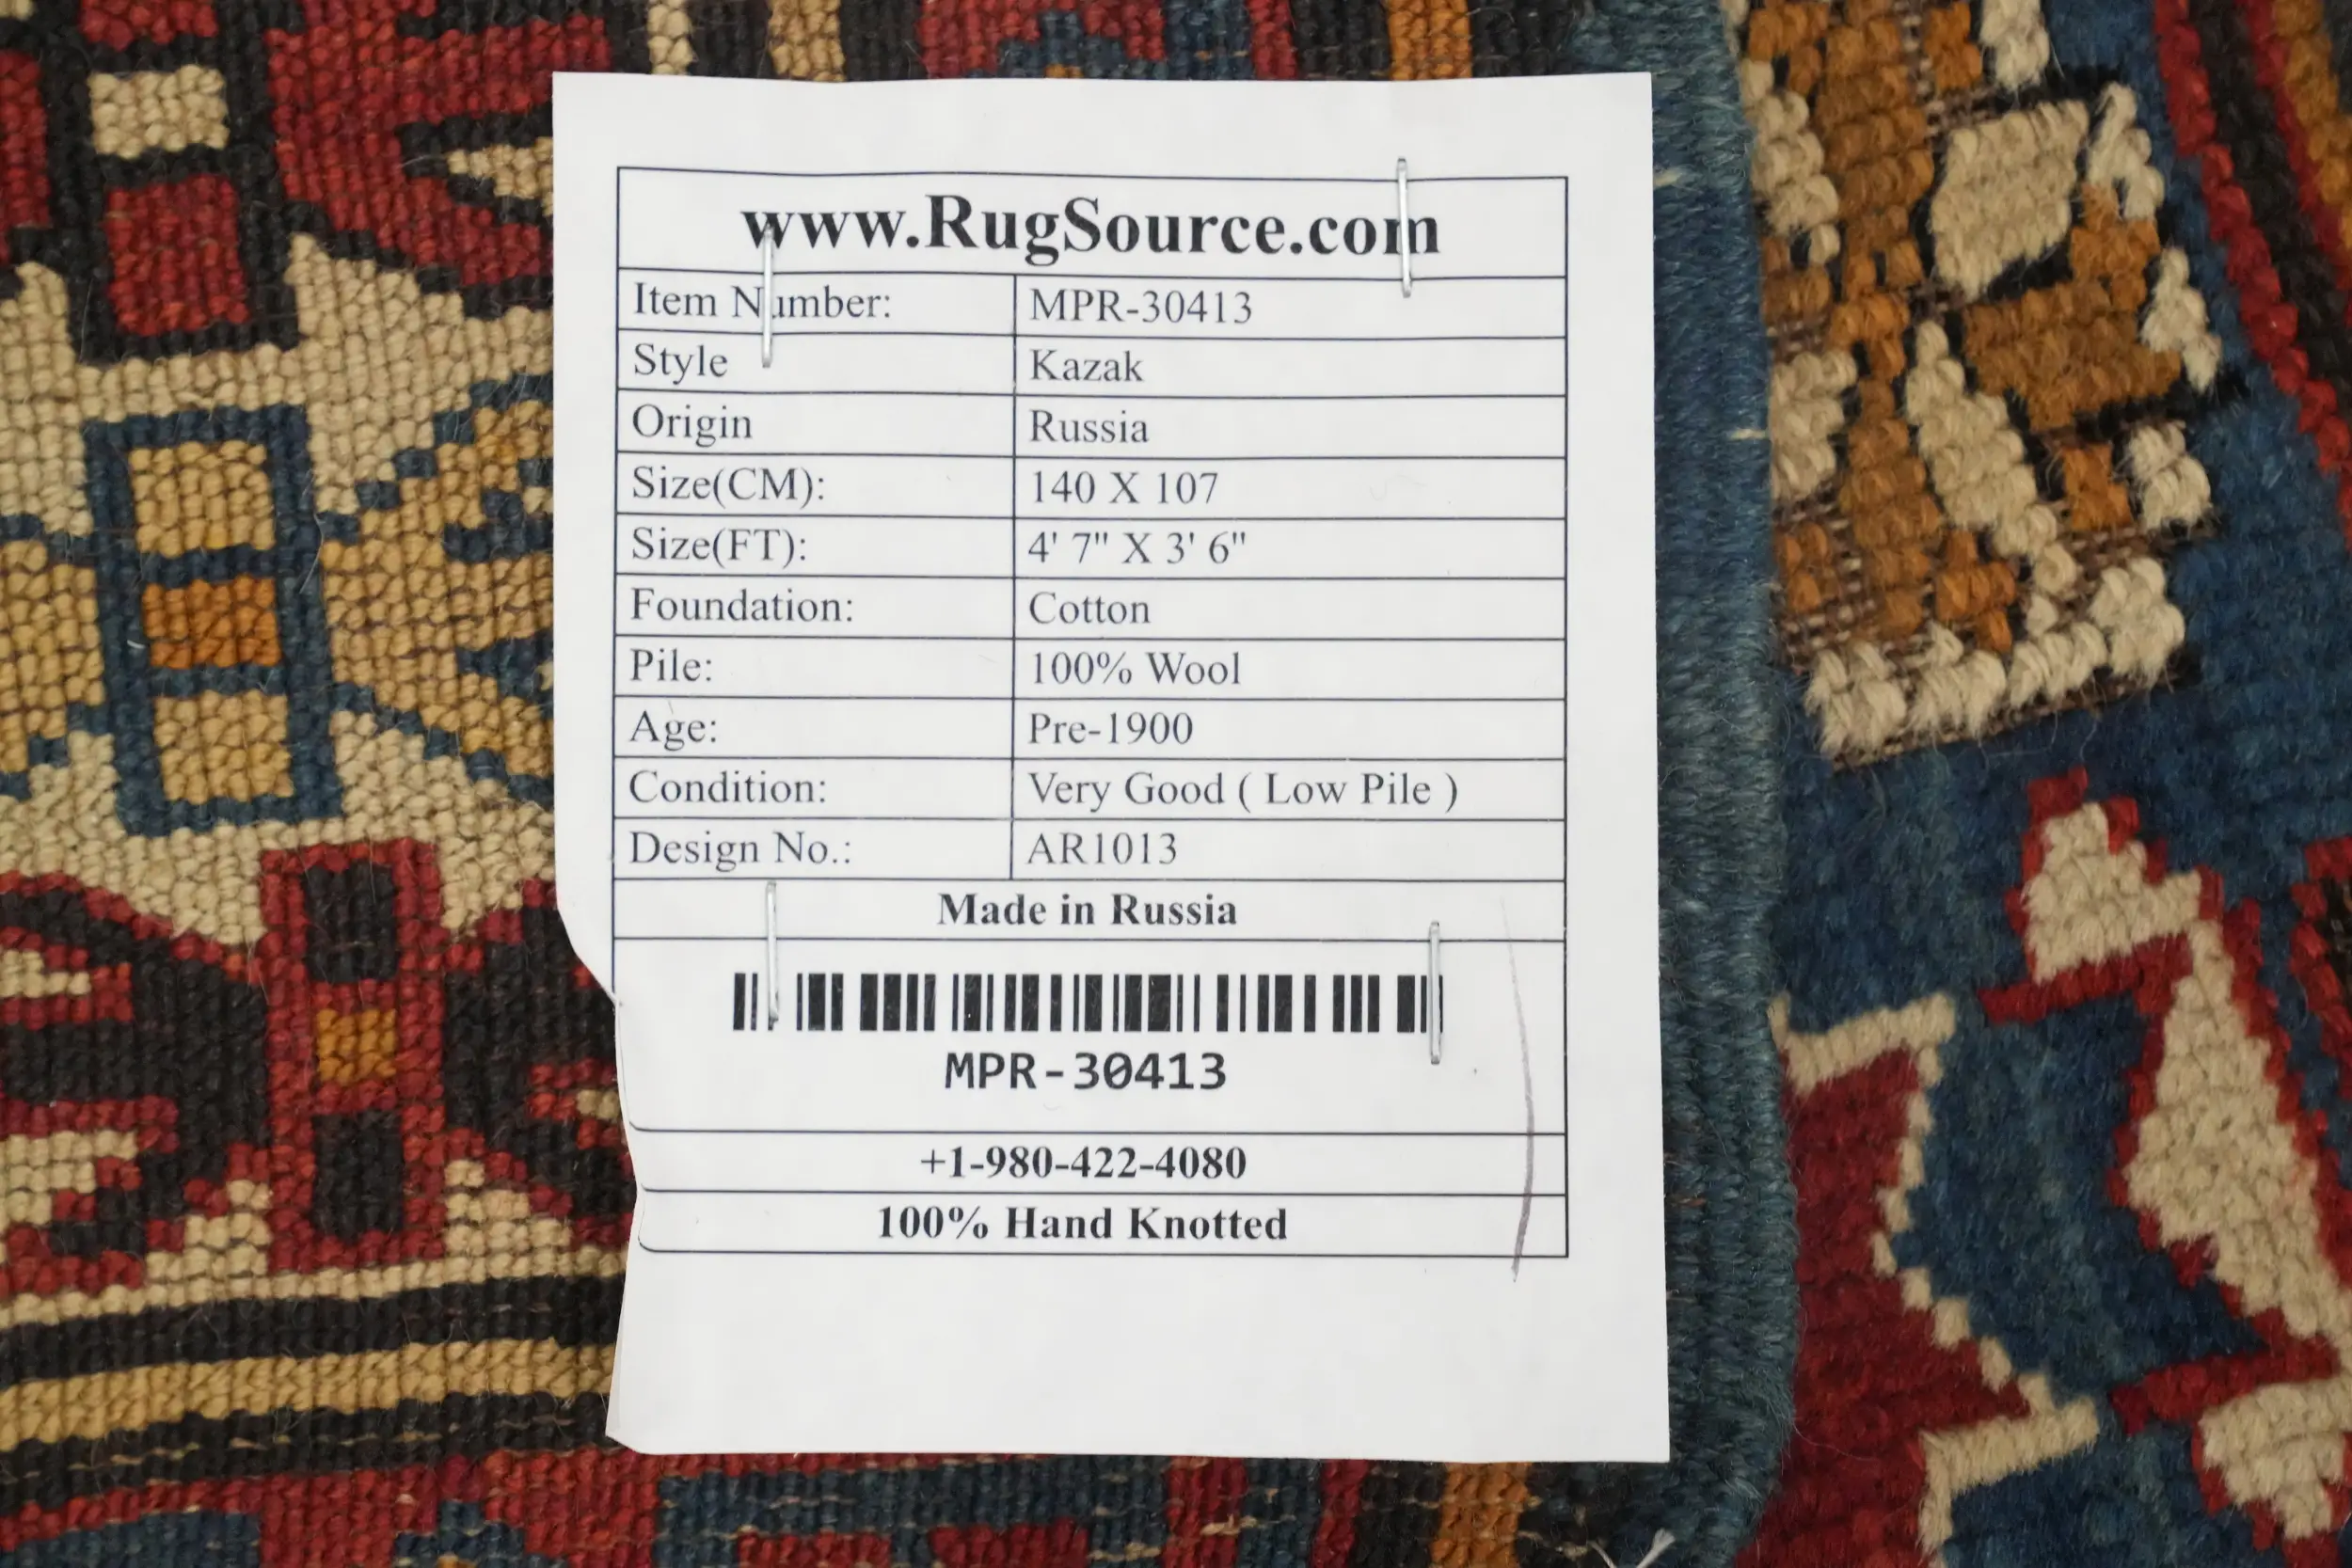 www.RugSource.com
Item Number: MPR-30413
Style Kazak
Origin Russia
Size(CM): 140 X 107
Size(FT): 4' 7" X 3' 6"
Foundation: Cotton
Pile: 100% Wool
Age: Pre-1900
Condition: Very Good ( Low Pile )
Design No.: AR1013
Made in Russia
MPR-30413
+1-980-422-4080
100% Hand Knotted